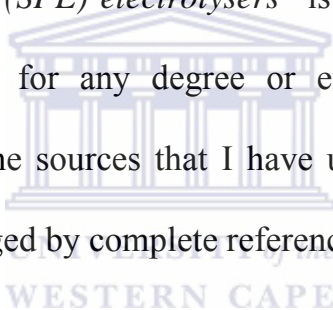 (SPE) electrolysers" is
for any degree or e
ne sources that I have u
ged by complete referenc
UNIVERSITY of the
WESTERN CAPE